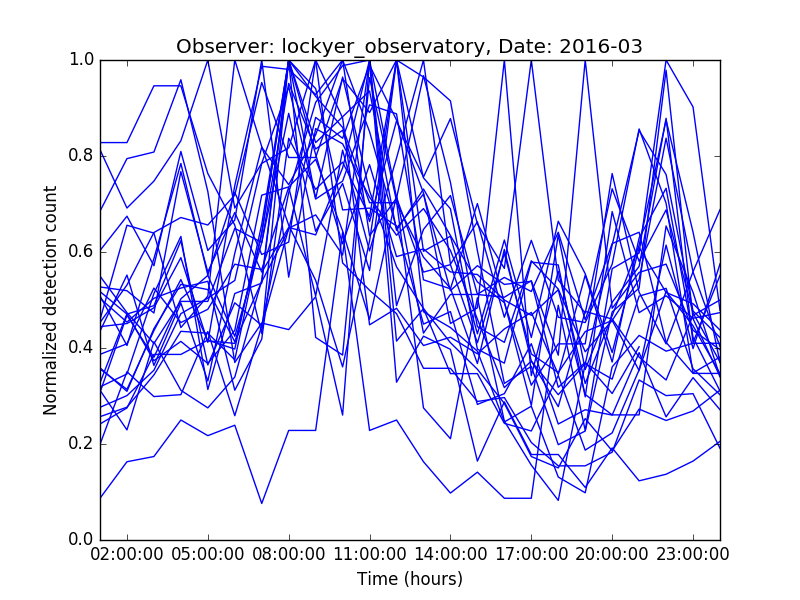 Observer: lockyer_observatory, Date: 2016-03
Normalized detection count
1.0
0.8
0.6
0.4
0.2
0.0
02:00:00 05:00:00 08:00:00 11:00:00 14:00:00 17:00:00 20:00:00 23:00:00
Time (hours)